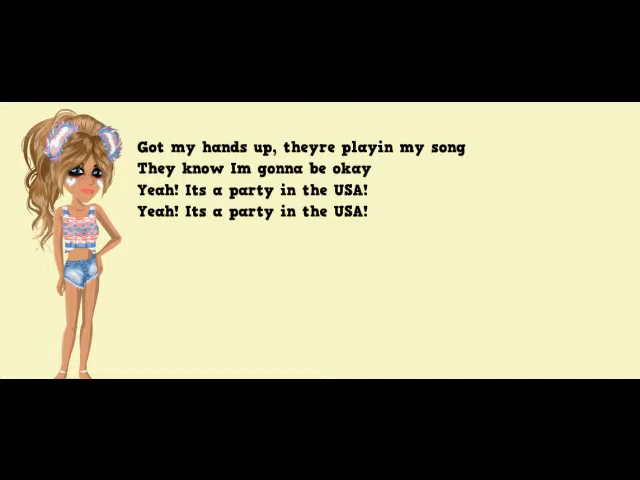 Got my hands up, theyre playin my song
They know Im gonna be okay
Yeah! Its a party in the USA!
Yeah! Its a party in the USA!